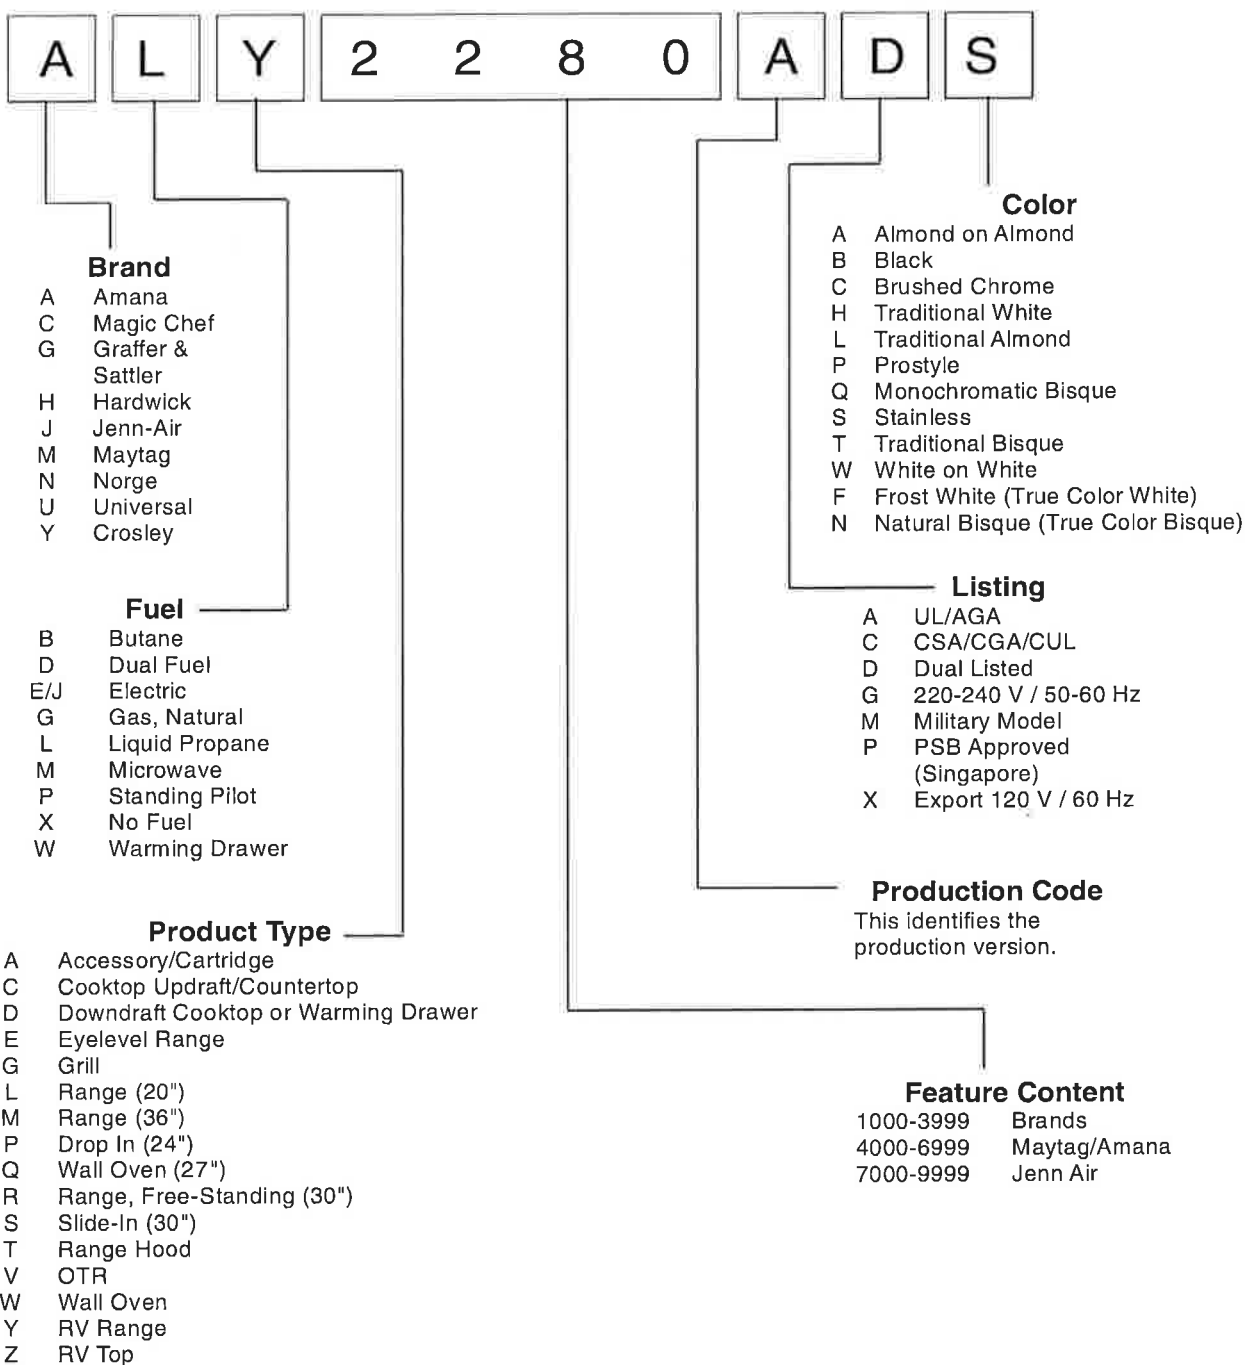 A L Y 2 2 8 0 A D S
Brand
A Amana
C Magic Chef
G Graffer &
Sattler
H Hardwick
J Jenn-Air
M Maytag
N Norge
U Universal
Y Crosley
Fuel
B Butane
D Dual Fuel
E/J Electric
G Gas, Natural
L Liquid Propane
M Microwave
P Standing Pilot
X No Fuel
W Warming Drawer
Product Type
A Accessory/Cartridge
C Cooktop Updraft/Countertop
D Downdraft Cooktop or Warming Drawer
E Eyelevel Range
G Grill
L Range (20")
M Range (36")
P Drop In (24")
Q Wall Oven (27")
R Range, Free-Standing (30")
S Slide-In (30")
T Range Hood
V OTR
W Wall Oven
Y RV Range
Z RV Top
Color
A Almond on Almond
B Black
C Brushed Chrome
H Traditional White
L Traditional Almond
P Prostyle
Q Monochromatic Bisque
S Stainless
T Traditional Bisque
W White on White
F Frost White (True Color White)
N Natural Bisque (True Color Bisque)
Listing
A UL/AGA
C CSA/CGA/CUL
D Dual Listed
G 220-240 V / 50-60 Hz
M Military Model
P PSB Approved
(Singapore)
X Export 120 V / 60 Hz
Production Code
This identifies the
production version.
Feature Content
1000-3999 Brands
4000-6999 Maytag/Amana
7000-9999 Jenn Air